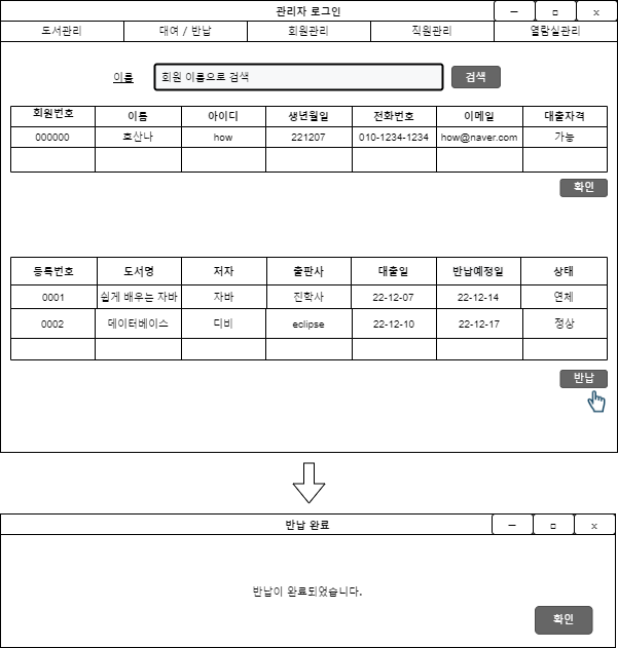 관리자 로그인
도서관리 대여 / 반납 회원관리 직원관리 열람실관리
이름 회원 이름으로 검색 검색
회원번호 이름 아이디 생년월일 전화번호 이메일 대출자격
000000 호산나 how 221207 010-1234-1234 how@naver.com 가능
확인
등록번호 도서명 저자 출판사 대출일 반납예정일 상태
0001 쉽게 배우는 자바 자바 진학사 22-12-07 22-12-14 연체
0002 데이터베이스 디비 eclipse 22-12-10 22-12-17 정상
반납
반납 완료
반납이 완료되었습니다.
확인